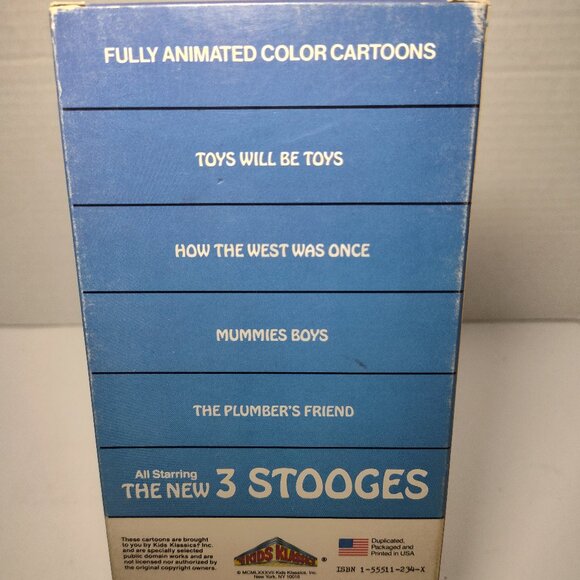 FULLY ANIMATED COLOR CARTOONS
TOYS WILL BE TOYS
HOW THE WEST WAS ONCE
MUMMIES BOYS
THE PLUMBER'S FRIEND
All Starring
THE NEW 3 STOOGES
These cartoons are brought
to you by Kids Klassics® Inc.
and are specially selected
public domain works and are
not licensed nor authorized by
the original copyright owners.
KIDS KLASSICS
®
© MCMLXXXVII Kids Klassics, Inc.
New York, NY 10018
Duplicated,
Packaged and
Printed in USA
ISBN 1-55511-234-X